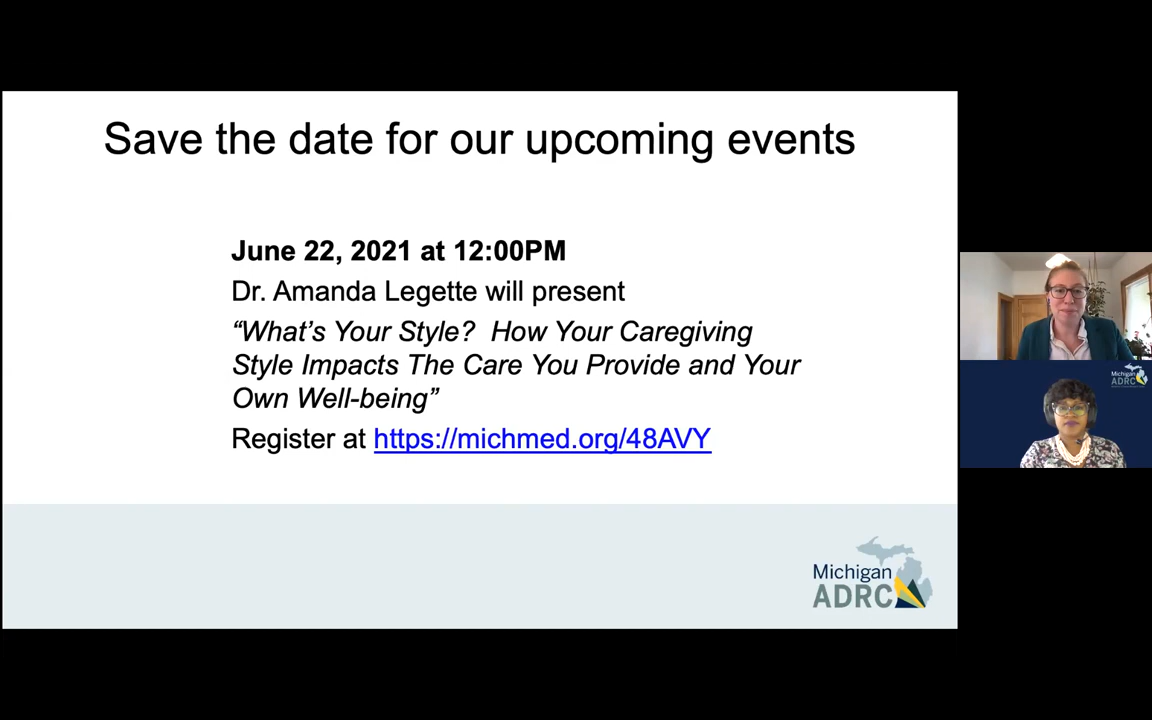 Save the date for our upcoming events
June 22, 2021 at 12:00PM
Dr. Amanda Legette will present
“What’s Your Style?  How Your Caregiving
Style Impacts The Care You Provide and Your
Own Well-being”
Register at https://michmed.org/48AVY
Michigan
ADRC
Michigan
ADRC